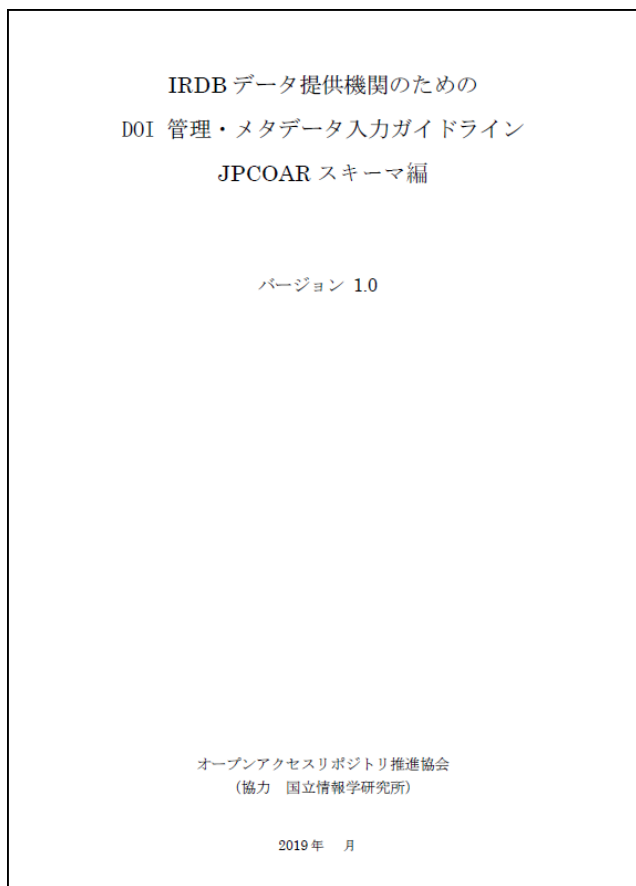 IRDB データ提供機関のための
DOI 管理・メタデータ入力ガイドライン
JPCOAR スキーマ編
バージョン 1.0
オープンアクセスリポジトリ推進協会
（協力　国立情報学研究所）
2019 年　 月